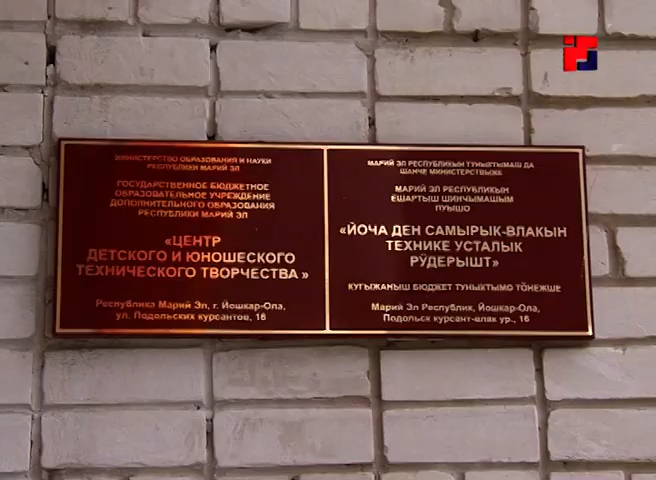 МИНИСТЕРСТВО ОБРАЗОВАНИЯ И НАУКИ
РЕСПУБЛИКИ МАРИЙ ЭЛ
ГОСУДАРСТВЕННОЕ БЮДЖЕТНОЕ
ОБРАЗОВАТЕЛЬНОЕ УЧРЕЖДЕНИЕ
ДОПОЛНИТЕЛЬНОГО ОБРАЗОВАНИЯ
РЕСПУБЛИКИ МАРИЙ ЭЛ
«ЦЕНТР
ДЕТСКОГО И ЮНОШЕСКОГО
ТЕХНИЧЕСКОГО ТВОРЧЕСТВА»
Республика Марий Эл, г. Йошкар-Ола,
ул. Подольских курсантов, 16
МАРИЙ ЭЛ РЕСПУБЛИКЫН ТУНЫКТЫМАШ ДА
ШАНЧЕ МИНИСТЕРСТВЫЖЕ
МАРИЙ ЭЛ РЕСПУБЛИКЫН
ЕШАРТЫШ ШИНЧЫМАШЫМ
ПУЫШО
«ЙОЧА ДЕН САМЫРЫК-ВЛАКЫН
ТЕХНИКЕ УСТАЛЫК
РӰДЕРЫШТ»
КУГЫЖАНЫШ БЮДЖЕТ ТУНЫКТЫМО ТӦНЕЖШЕ
Марий Эл Республик, Йошкар-Ола,
Подольск курсант-влак ур., 16